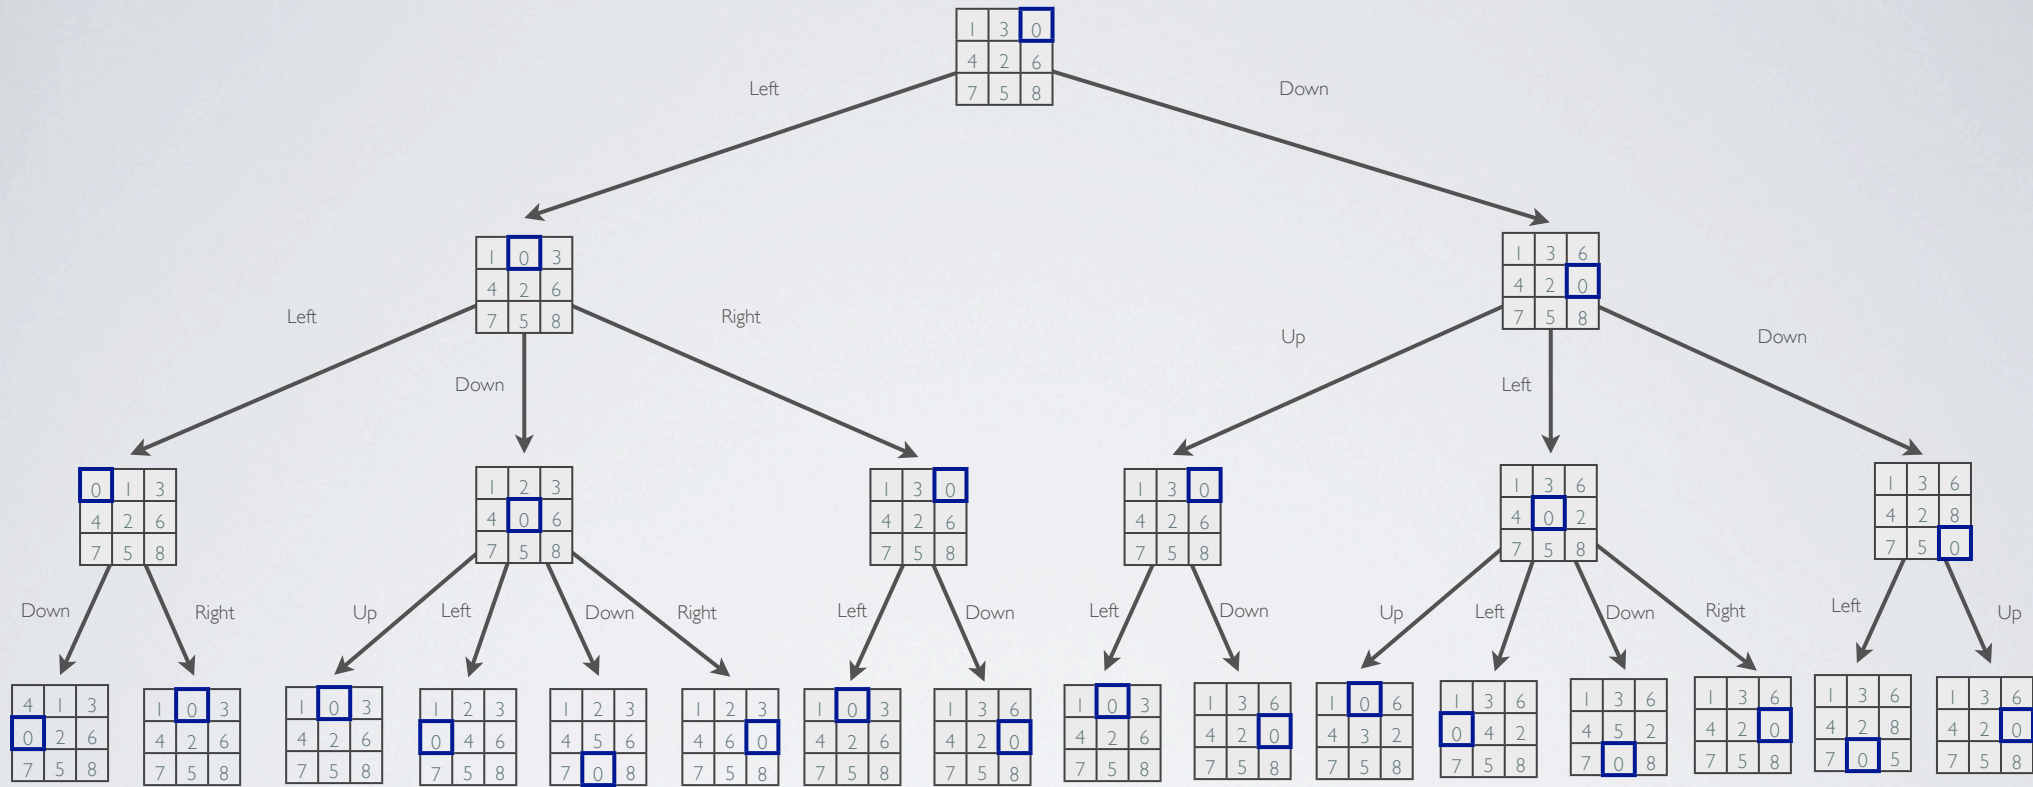 1 3 0
4 2 6
7 5 8
Left
Down
1 0 3
4 2 6
7 5 8
1 3 6
4 2 0
7 5 8
Left
Down
Right
Up
Left
Down
0 1 3
4 2 6
7 5 8
1 2 3
4 0 6
7 5 8
1 3 0
4 2 6
7 5 8
1 3 0
4 2 6
7 5 8
1 3 6
4 0 2
7 5 8
1 3 6
4 2 8
7 5 0
Down
Right
Up
Left
Down
Right
Left
Down
Left
Down
Up
Left
Down
Right
Left
Up
4 1 3
0 2 6
7 5 8
1 0 3
4 2 6
7 5 8
1 0 3
4 2 6
7 5 8
1 2 3
0 4 6
7 5 8
1 2 3
4 5 6
7 0 8
1 2 3
4 6 0
7 5 8
1 0 3
4 2 6
7 5 8
1 3 6
4 2 0
7 5 8
1 0 3
4 2 6
7 5 8
1 3 6
4 2 0
7 5 8
1 0 6
4 3 2
7 5 8
1 3 6
0 4 2
7 5 8
1 3 6
4 5 2
7 0 8
1 3 6
4 2 0
7 5 8
1 3 6
4 2 8
7 0 5
1 3 6
4 2 0
7 5 8